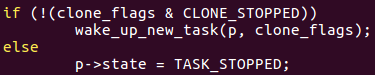 if (!(clone_flags & CLONE_STOPPED))
        wake_up_new_task(p, clone_flags);
else
        p->state = TASK_STOPPED;